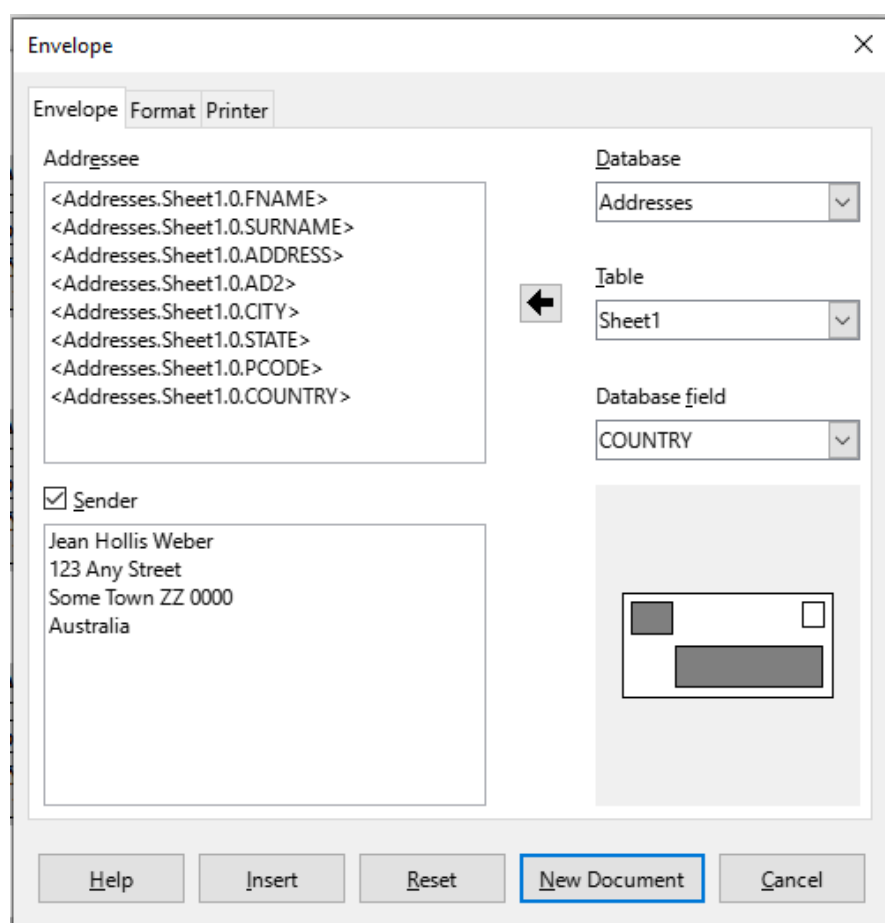 Envelope
Envelope Format Printer
Addressee
<Addresses.Sheet1.0.FNAME>
<Addresses.Sheet1.0.SURNAME>
<Addresses.Sheet1.0.ADDRESS>
<Addresses.Sheet1.0.AD2>
<Addresses.Sheet1.0.CITY>
<Addresses.Sheet1.0.STATE>
<Addresses.Sheet1.0.PCODE>
<Addresses.Sheet1.0.COUNTRY>
Database
Addresses
Table
Sheet1
Database field
COUNTRY
Sender
Jean Hollis Weber
123 Any Street
Some Town ZZ 0000
Australia
Help Insert Reset New Document Cancel